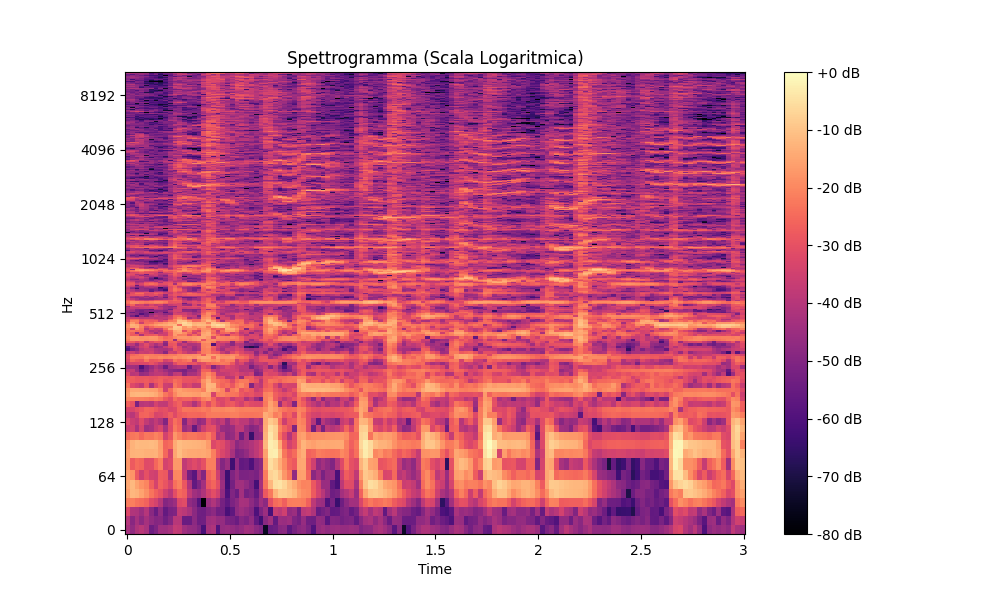 Spettrogramma (Scala Logaritmica)
Hz
8192
4096
2048
1024
512
256
128
64
0
0 0.5 1 1.5 2 2.5 3
Time
+0 dB
-10 dB
-20 dB
-30 dB
-40 dB
-50 dB
-60 dB
-70 dB
-80 dB